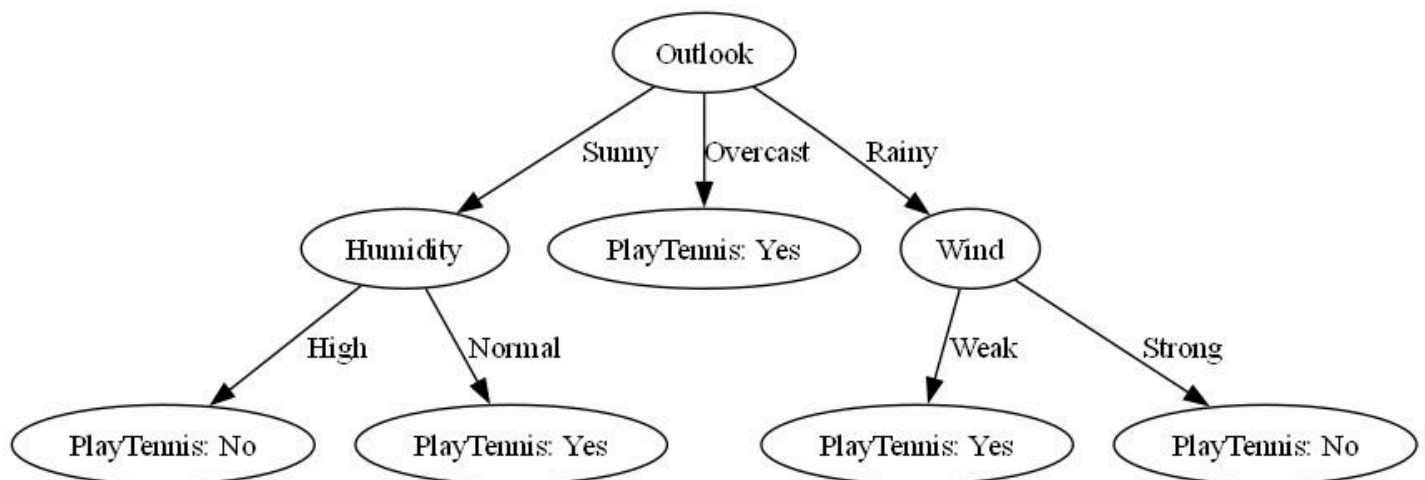 Outlook
Sunny
Overcast
Rainy
Humidity
PlayTennis: Yes
Wind
High
Normal
Weak
Strong
PlayTennis: No
PlayTennis: Yes
PlayTennis: Yes
PlayTennis: No